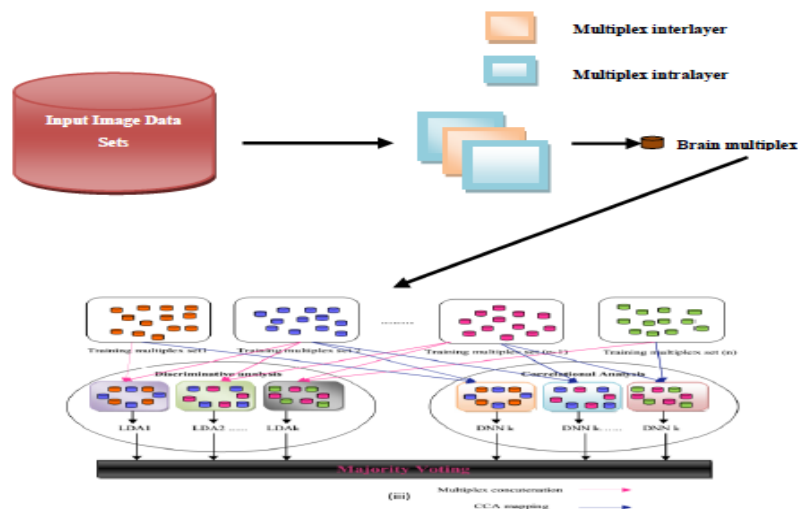 Multiplex interlayer
Multiplex intralayer
Input Image Data
Sets
Brain multiplex
Training multiplex set1
Training multiplex set 2
.........
Training multiplex set (n-1)
Training multiplex set (n)
Discriminative analysis
Correlational Analysis
LDA1
LDA2 .....
LDAk
DNN k
DNN k......
DNN k
Majority Voting
(iii)
Multiplex concatenation
CCA mapping